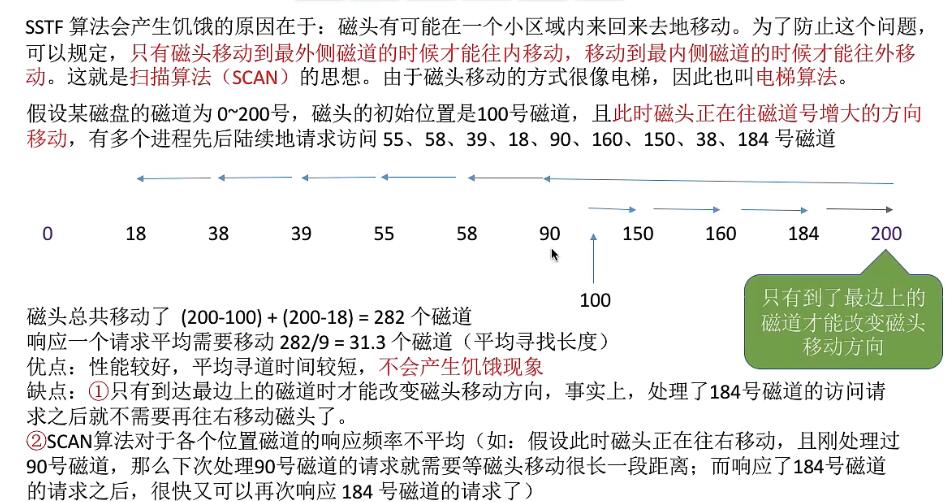 SSTF 算法会产生饥饿的原因在于：磁头有可能在一个小区域内来回来去地移动。为了防止这个问题，
可以规定，只有磁头移动到最外侧磁道的时候才能往内移动，移动到最内侧磁道的时候才能往外移
动。这就是扫描算法（SCAN）的思想。由于磁头移动的方式很像电梯，因此也叫电梯算法。
假设某磁盘的磁道为 0~200号，磁头的初始位置是100号磁道，且此时磁头正在往磁道号增大的方向
移动，有多个进程先后陆续地请求访问 55、58、39、18、90、160、150、38、184 号磁道
0 18 38 39 55 58 90 150 160 184 200
100
只有到了最边上的
磁道才能改变磁头
移动方向
磁头总共移动了 (200-100) + (200-18) = 282 个磁道
响应一个请求平均需要移动 282/9 = 31.3 个磁道（平均寻找长度）
优点：性能较好，平均寻道时间较短，不会产生饥饿现象
缺点：①只有到达最边上的磁道时才能改变磁头移动方向，事实上，处理了184号磁道的访问请
求之后就不需要再往右移动磁头了。
②SCAN算法对于各个位置磁道的响应频率不平均（如：假设此时磁头正在往右移动，且刚处理过
90号磁道，那么下次处理90号磁道的请求就需要等磁头移动很长一段距离；而响应了184号磁道
的请求之后，很快又可以再次响应 184 号磁道的请求了）